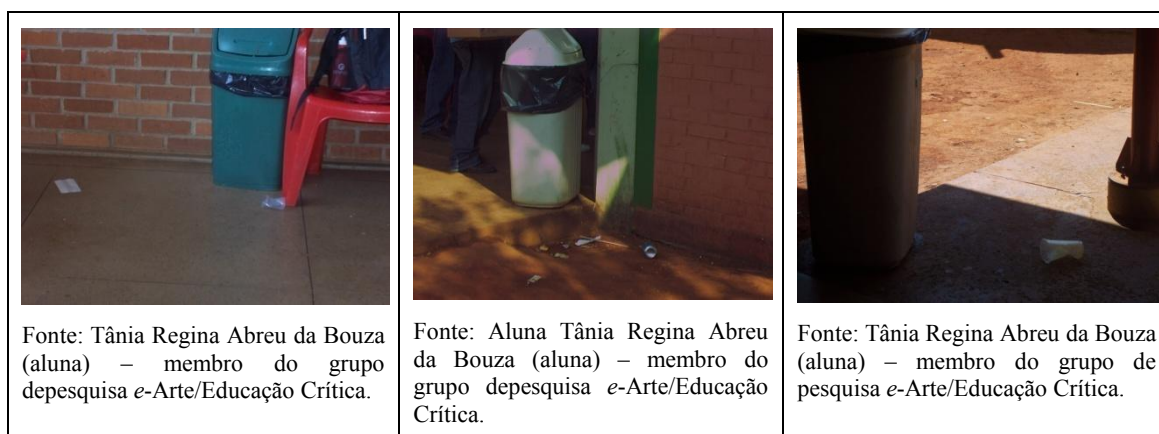 Fonte: Tânia Regina Abreu da Bouza
(aluna) – membro do grupo
depesquisa e-Arte/Educação Crítica.
Fonte: Aluna Tânia Regina Abreu
da Bouza (aluna) – membro do
grupo depesquisa e-Arte/Educação
Crítica.
Fonte: Tânia Regina Abreu da Bouza
(aluna) – membro do grupo de
pesquisa e-Arte/Educação Crítica.